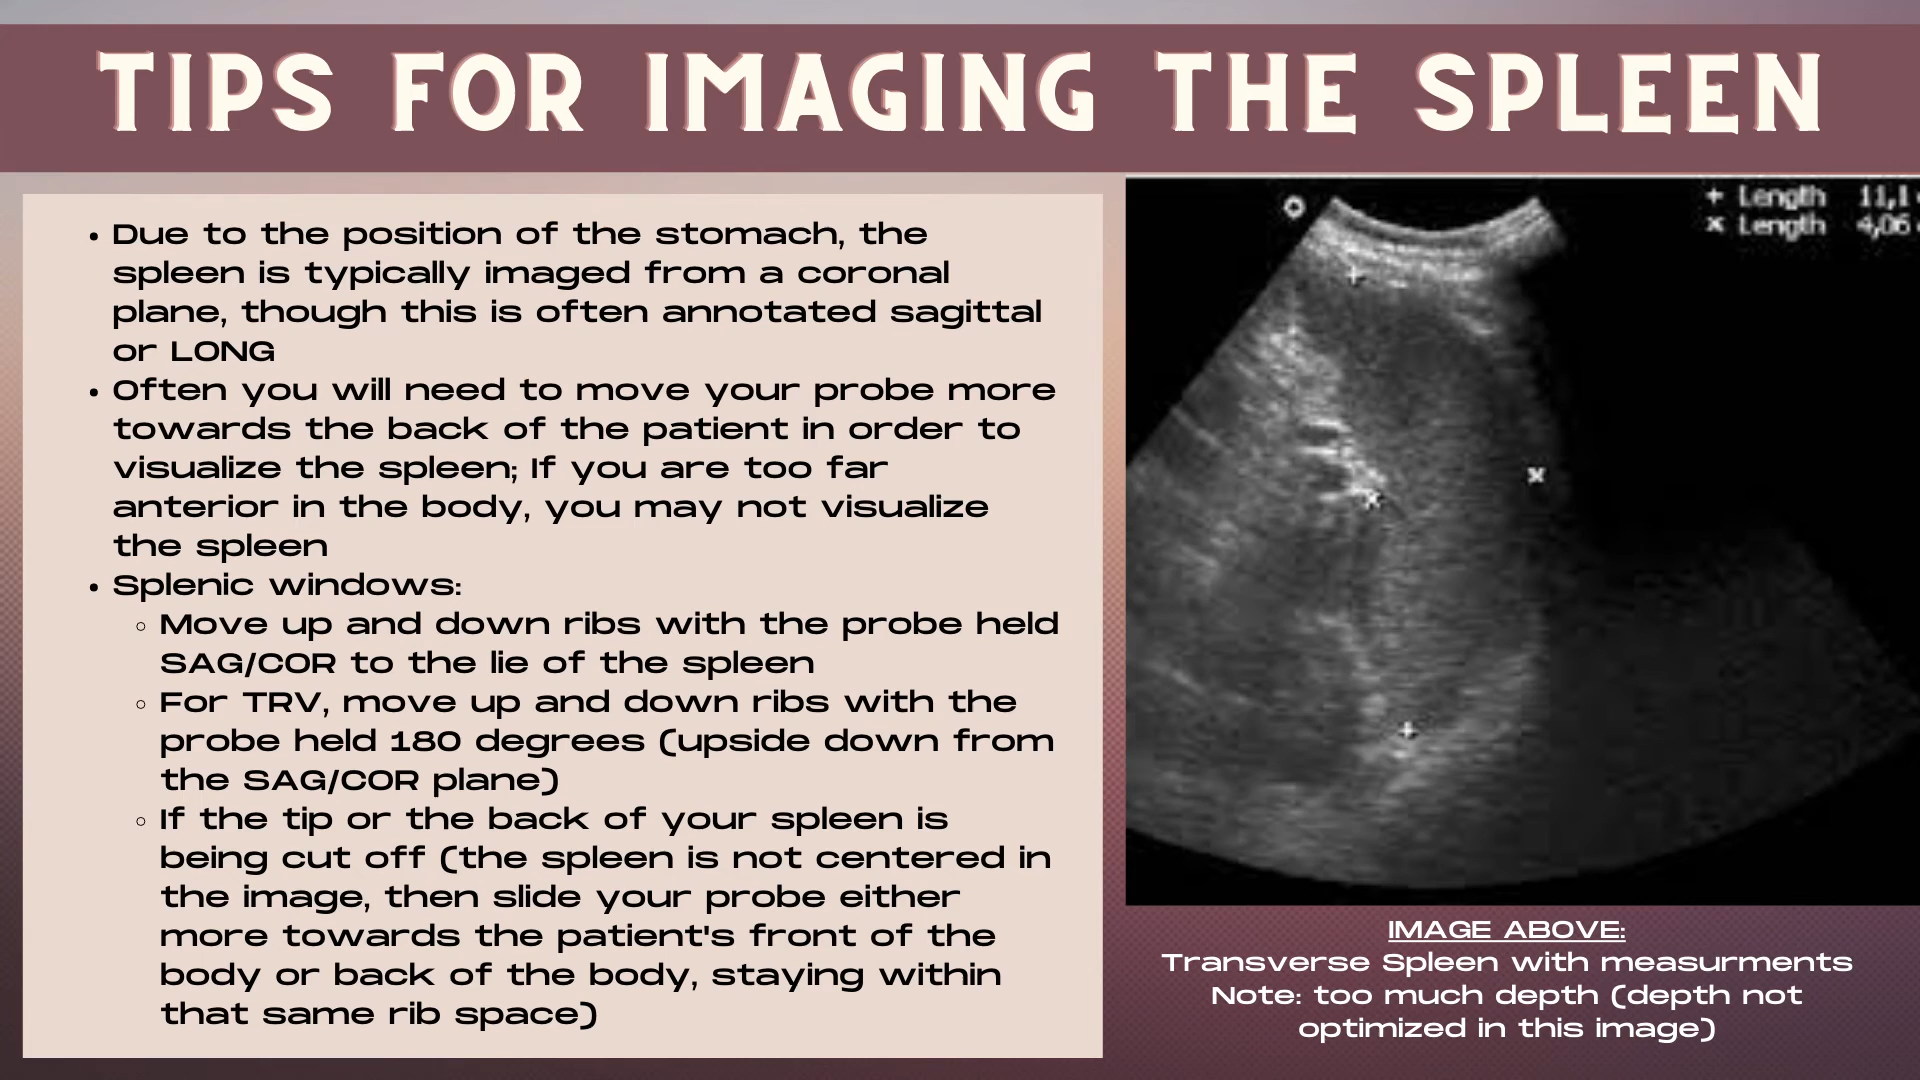 TIPS FOR IMAGING THE SPLEEN
• Due to the position of the stomach, the
spleen is typically imaged from a coronal
plane, though this is often annotated sagittal
or LONG
• Often you will need to move your probe more
towards the back of the patient in order to
visualize the spleen; If you are too far
anterior in the body, you may not visualize
the spleen
• Splenic windows:
◦ Move up and down ribs with the probe held
SAG/COR to the lie of the spleen
◦ For TRV, move up and down ribs with the
probe held 180 degrees (upside down from
the SAG/COR plane)
◦ If the tip or the back of your spleen is
being cut off (the spleen is not centered in
the image, then slide your probe either
more towards the patient's front of the
body or back of the body, staying within
that same rib space)
+ Length 11,1
x Length 4,06
IMAGE ABOVE:
Transverse Spleen with measurments
Note: too much depth (depth not
optimized in this image)